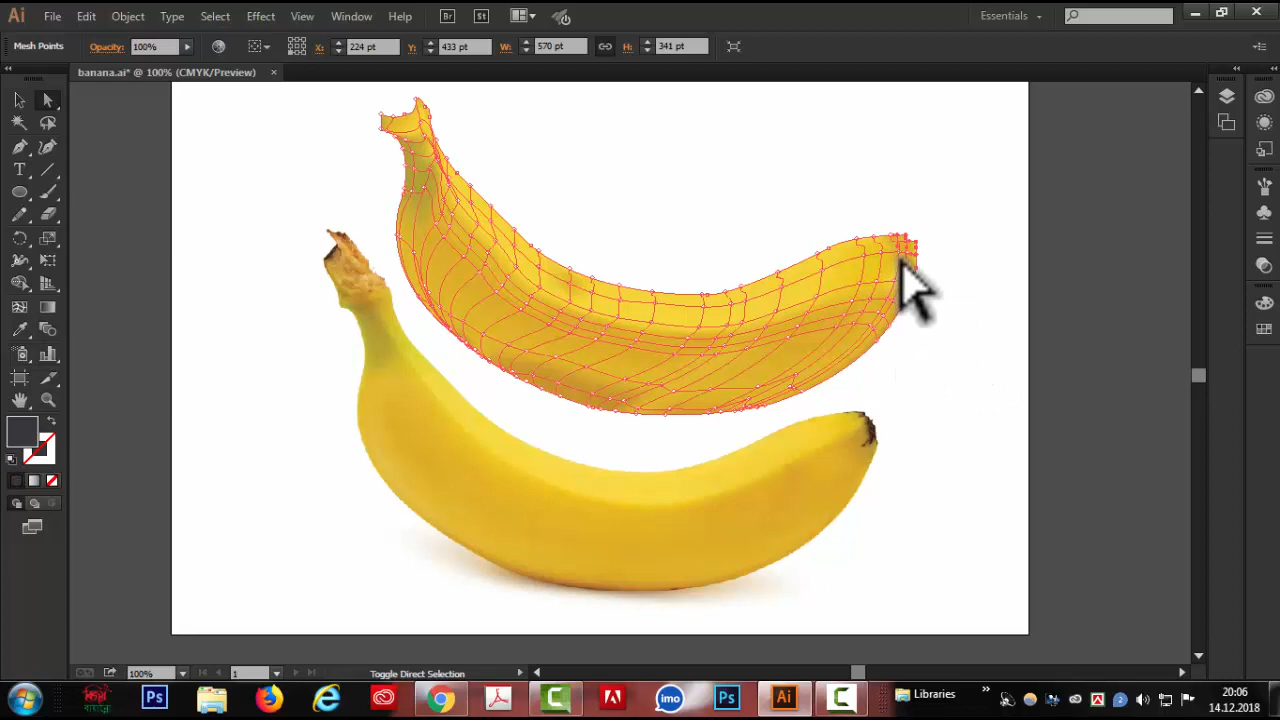 Ai File Edit Object Type Select Effect View Window Help Br St Essentials
Mesh Points Opacity: 100% X: 224 pt Y: 433 pt W: 570 pt H: 341 pt
banana.ai* @ 100% (CMYK/Preview) ×
T
100% 1 Toggle Direct Selection
Ps imo Ps Ai Libraries » 20:06
14.12.2018